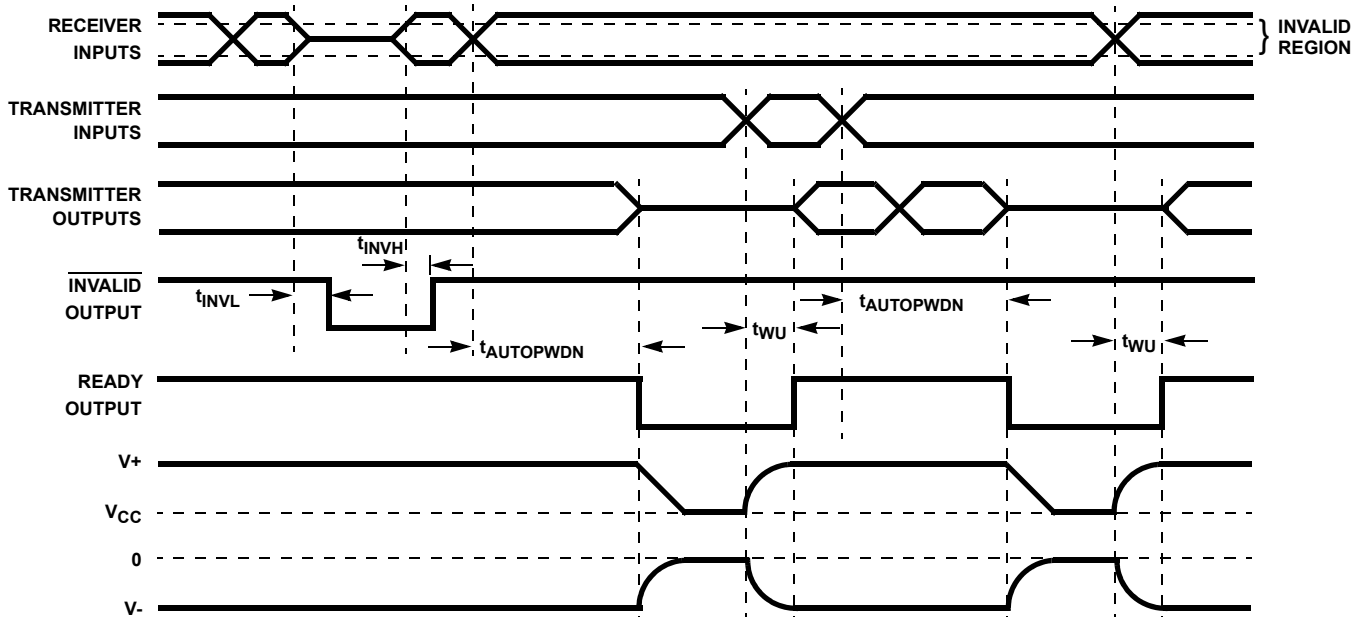 RECEIVER
INPUTS
INVALID
REGION
TRANSMITTER
INPUTS
TRANSMITTER
OUTPUTS
tINVH
INVALID
OUTPUT
tINVL
tAUTOPWDN
tWU
tAUTOPWDN
tWU
READY
OUTPUT
V+
VCC
0
V-